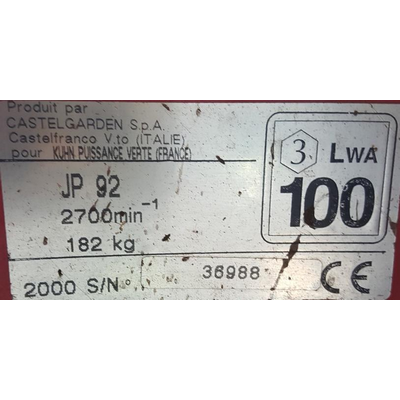 Produit par
CASTELGARDEN S.p.A.
Castelfranco V.to (ITALIE)
pour KUHN PUISSANCE VERTE (FRANCE)
JP 92
2700min⁻¹
182 kg
2000 S/N° 36988
3 LWA
100
CE